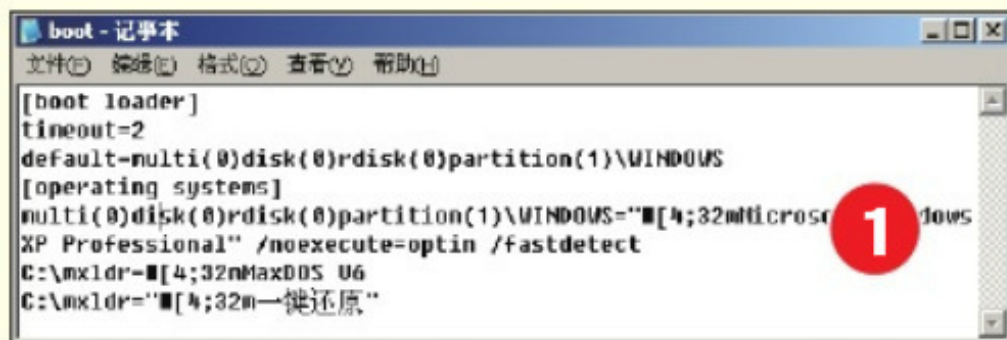 boot - 记事本
文件(F) 编辑(E) 格式(O) 查看(V) 帮助(H)
[boot loader]
timeout=2
default=multi(0)disk(0)rdisk(0)partition(1)\WINDOWS
[operating systems]
multi(0)disk(0)rdisk(0)partition(1)\WINDOWS="■[4;32mMicroso dows
XP Professional" /noexecute=optin /fastdetect
C:\mxldr=■[4;32mMaxDOS V6
C:\mxldr="■[4;32m一键还原"
1